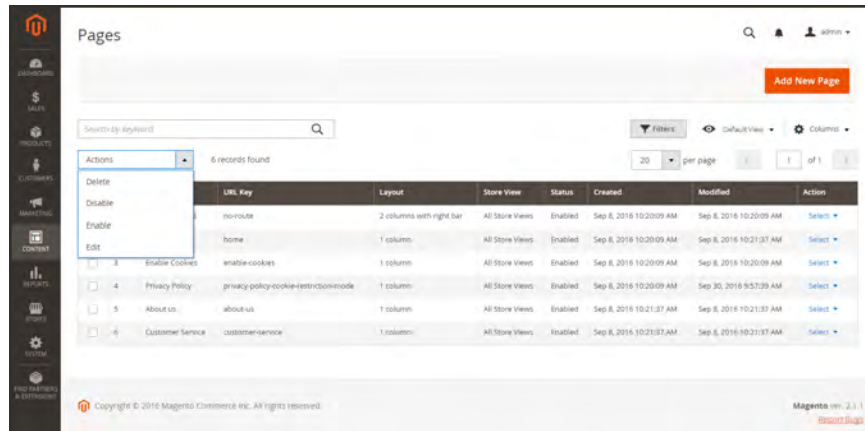 Pages
admin
DASHBOARD
SALES
PRODUCTS
CUSTOMERS
MARKETING
CONTENT
REPORTS
STORES
SYSTEM
FIND PARTNERS
& EXTENSIONS
Add New Page
Search by keyword
Filters
Default View
Columns
Actions
6 records found
20 per page
1 of 1
Delete
Disable
Enable
Edit
URL Key Layout Store View Status Created Modified Action
no-route 2 columns with right bar All Store Views Enabled Sep 8, 2016 10:20:09 AM Sep 8, 2016 10:20:09 AM Select
home 1 column All Store Views Enabled Sep 8, 2016 10:20:09 AM Sep 8, 2016 10:21:37 AM Select
3 Enable Cookies enable-cookies 1 column All Store Views Enabled Sep 8, 2016 10:20:09 AM Sep 8, 2016 10:20:09 AM Select
4 Privacy Policy privacy-policy-cookie-restriction-mode 1 column All Store Views Enabled Sep 8, 2016 10:20:09 AM Sep 30, 2016 9:57:39 AM Select
5 About us about-us 1 column All Store Views Enabled Sep 8, 2016 10:21:37 AM Sep 8, 2016 10:21:37 AM Select
6 Customer Service customer-service 1 column All Store Views Enabled Sep 8, 2016 10:21:37 AM Sep 8, 2016 10:21:37 AM Select
Copyright © 2016 Magento Commerce Inc. All rights reserved.
Magento ver. 2.1.1
Report Bugs